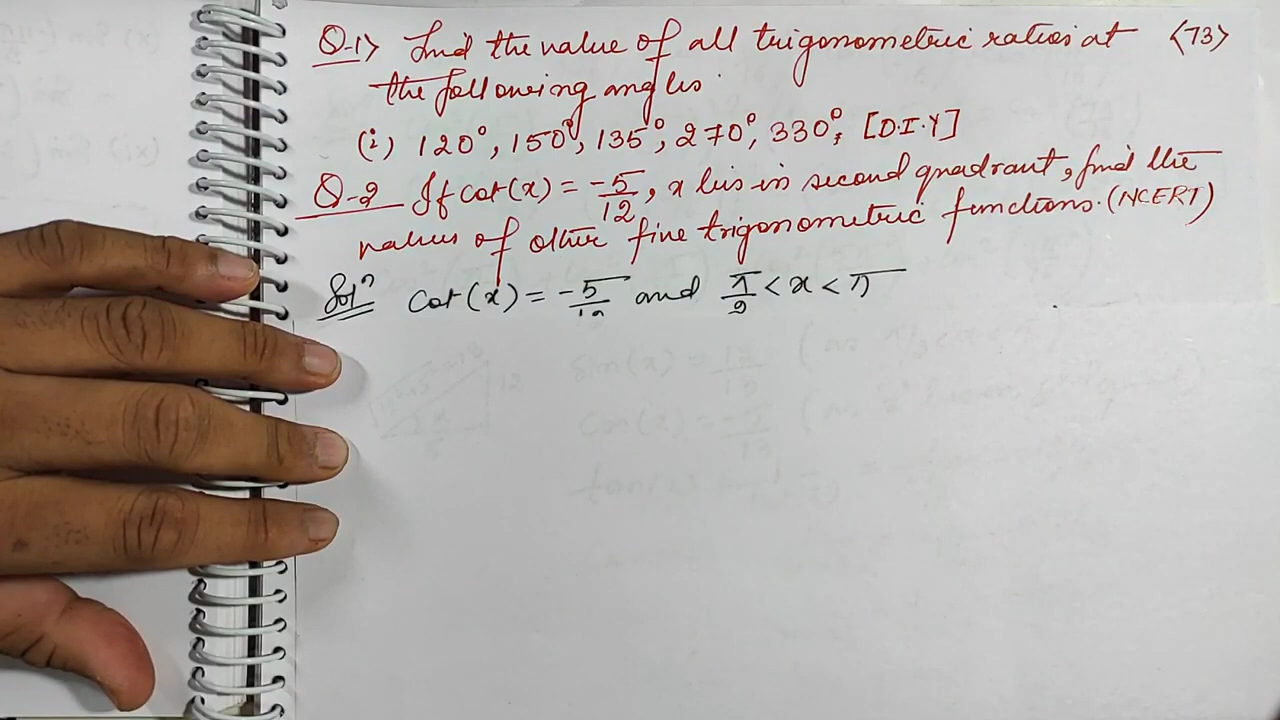 Q-1> Find the value of all trigonometric ratios at <73>
the following angles.
(i) 120°, 150°, 135°, 270°, 330°, [D.I.Y]
Q-2 If cot(x) = -5/12, x lies in second quadrant, find the
values of other five trigonometric functions. (NCERT)
Sol? cot(x) = -5/12 and π/2 < x < π